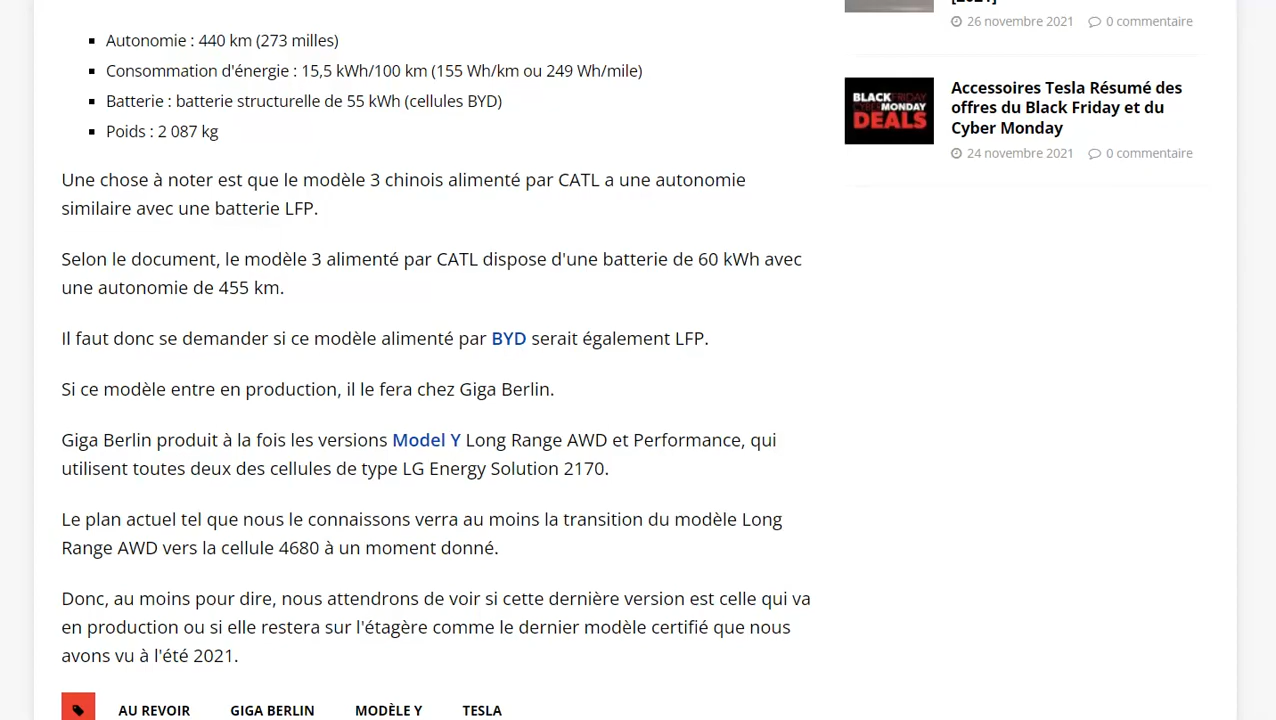 Autonomie : 440 km (273 milles)
Consommation d'énergie : 15,5 kWh/100 km (155 Wh/km ou 249 Wh/mile)
Batterie : batterie structurelle de 55 kWh (cellules BYD)
Poids : 2 087 kg
Une chose à noter est que le modèle 3 chinois alimenté par CATL a une autonomie
similaire avec une batterie LFP.
Selon le document, le modèle 3 alimenté par CATL dispose d'une batterie de 60 kWh avec
une autonomie de 455 km.
Il faut donc se demander si ce modèle alimenté par BYD serait également LFP.
Si ce modèle entre en production, il le fera chez Giga Berlin.
Giga Berlin produit à la fois les versions Model Y Long Range AWD et Performance, qui
utilisent toutes deux des cellules de type LG Energy Solution 2170.
Le plan actuel tel que nous le connaissons verra au moins la transition du modèle Long
Range AWD vers la cellule 4680 à un moment donné.
Donc, au moins pour dire, nous attendrons de voir si cette dernière version est celle qui va
en production ou si elle restera sur l'étagère comme le dernier modèle certifié que nous
avons vu à l'été 2021.
AU REVOIR GIGA BERLIN MODÈLE Y TESLA
[2021]
26 novembre 2021 0 commentaire
BLACK FRIDAY
CYBER MONDAY
DEALS
Accessoires Tesla Résumé des
offres du Black Friday et du
Cyber Monday
24 novembre 2021 0 commentaire